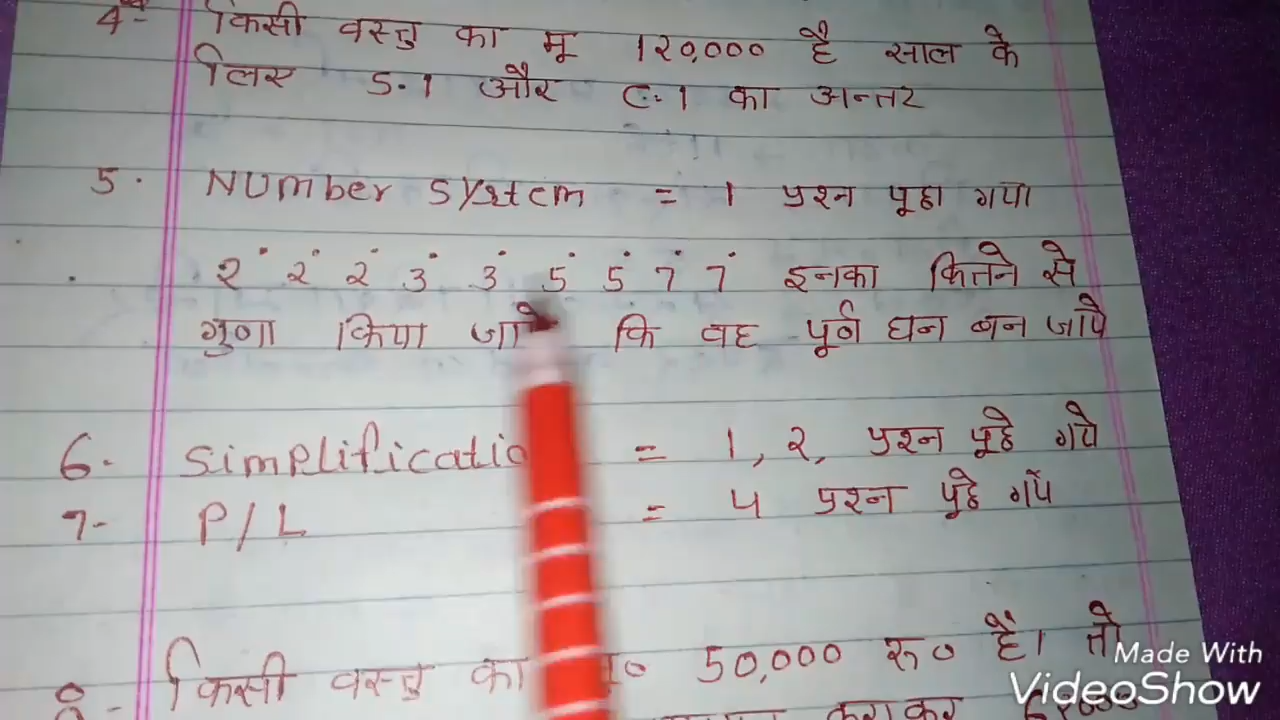 4- किसी वस्तु का मू 120,000 है साल के
लिए S.I और C.I का अन्तर
5. Number System = 1 प्रश्न पूछा गया
2 2 2 3 3 5 5 7 7 इनका कितने से
गुणा किया जाये कि वह पूर्ण घन बन जाये
6- Simplificatio = 1, 2, प्रश्न पूछे गये
7- P/L = 4 प्रश्न पूछे गये
8- किसी वस्तु का 50,000 रू० है। तो
Made With
VideoShow